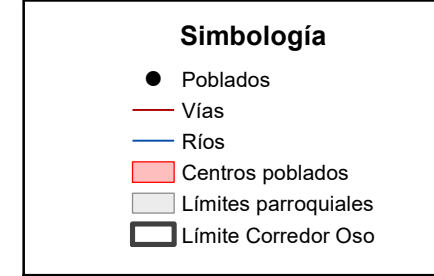 Simbología
Poblados
Vías
Ríos
Centros poblados
Límites parroquiales
Límite Corredor Oso